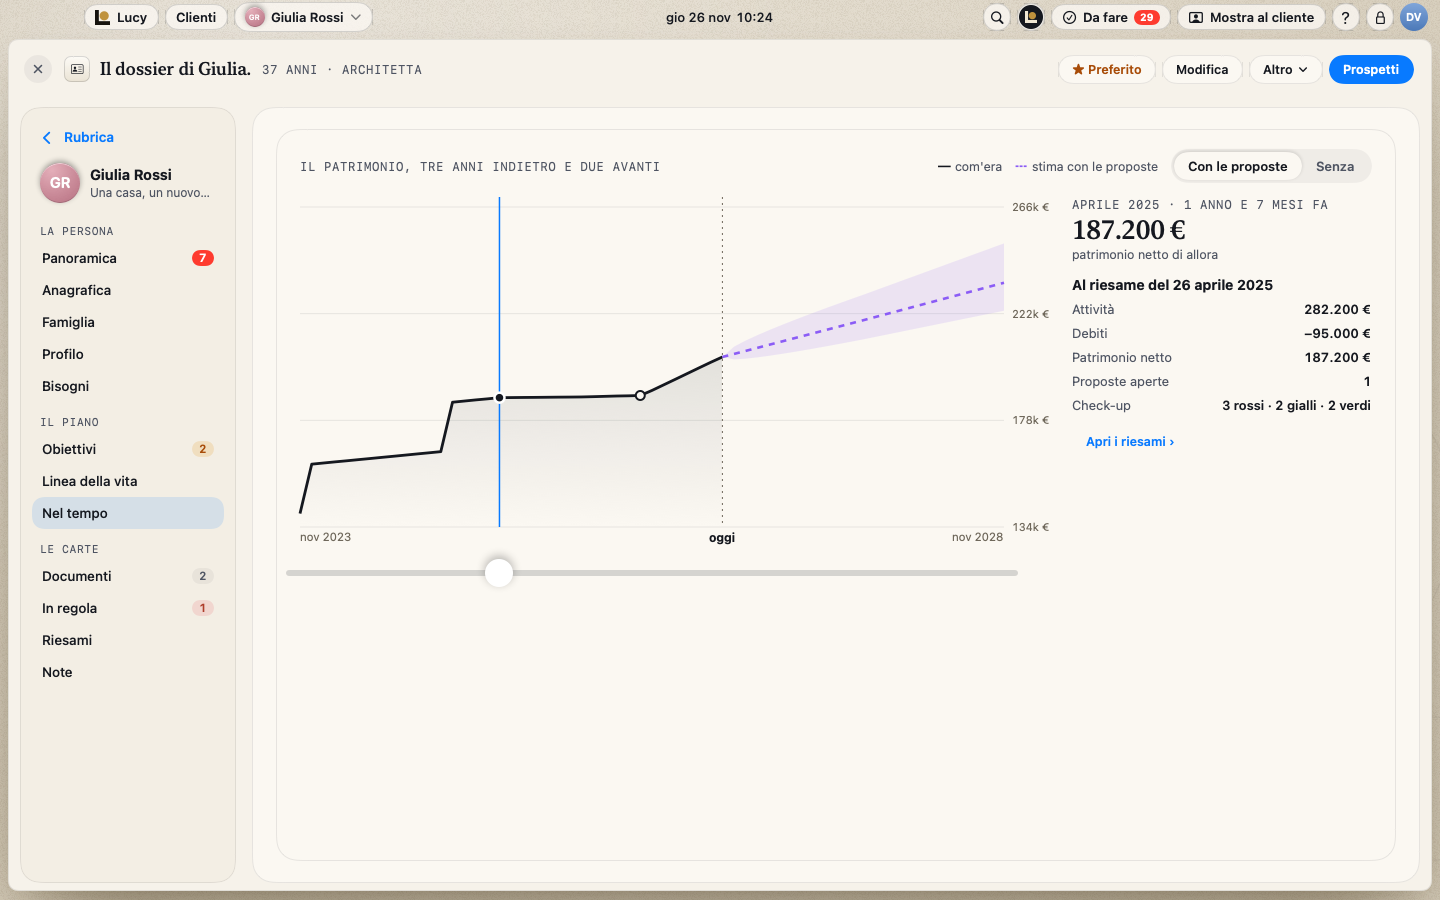 Lucy
Clienti
GR Giulia Rossi
gio 26 nov 10:24
Da fare 29
Mostra al cliente
?
DV
Il dossier di Giulia. 37 ANNI · ARCHITETTA
Preferito
Modifica
Altro
Prospetti
Rubrica
GR
Giulia Rossi
Una casa, un nuovo…
LA PERSONA
Panoramica 7
Anagrafica
Famiglia
Profilo
Bisogni
IL PIANO
Obiettivi 2
Linea della vita
Nel tempo
LE CARTE
Documenti 2
In regola 1
Riesami
Note
IL PATRIMONIO, TRE ANNI INDIETRO E DUE AVANTI
com'era
stima con le proposte
Con le proposte
Senza
266k €
222k €
178k €
134k €
nov 2023
oggi
nov 2028
APRILE 2025 · 1 ANNO E 7 MESI FA
187.200 €
patrimonio netto di allora
Al riesame del 26 aprile 2025
Attività 282.200 €
Debiti −95.000 €
Patrimonio netto 187.200 €
Proposte aperte 1
Check-up 3 rossi · 2 gialli · 2 verdi
Apri i riesami ›